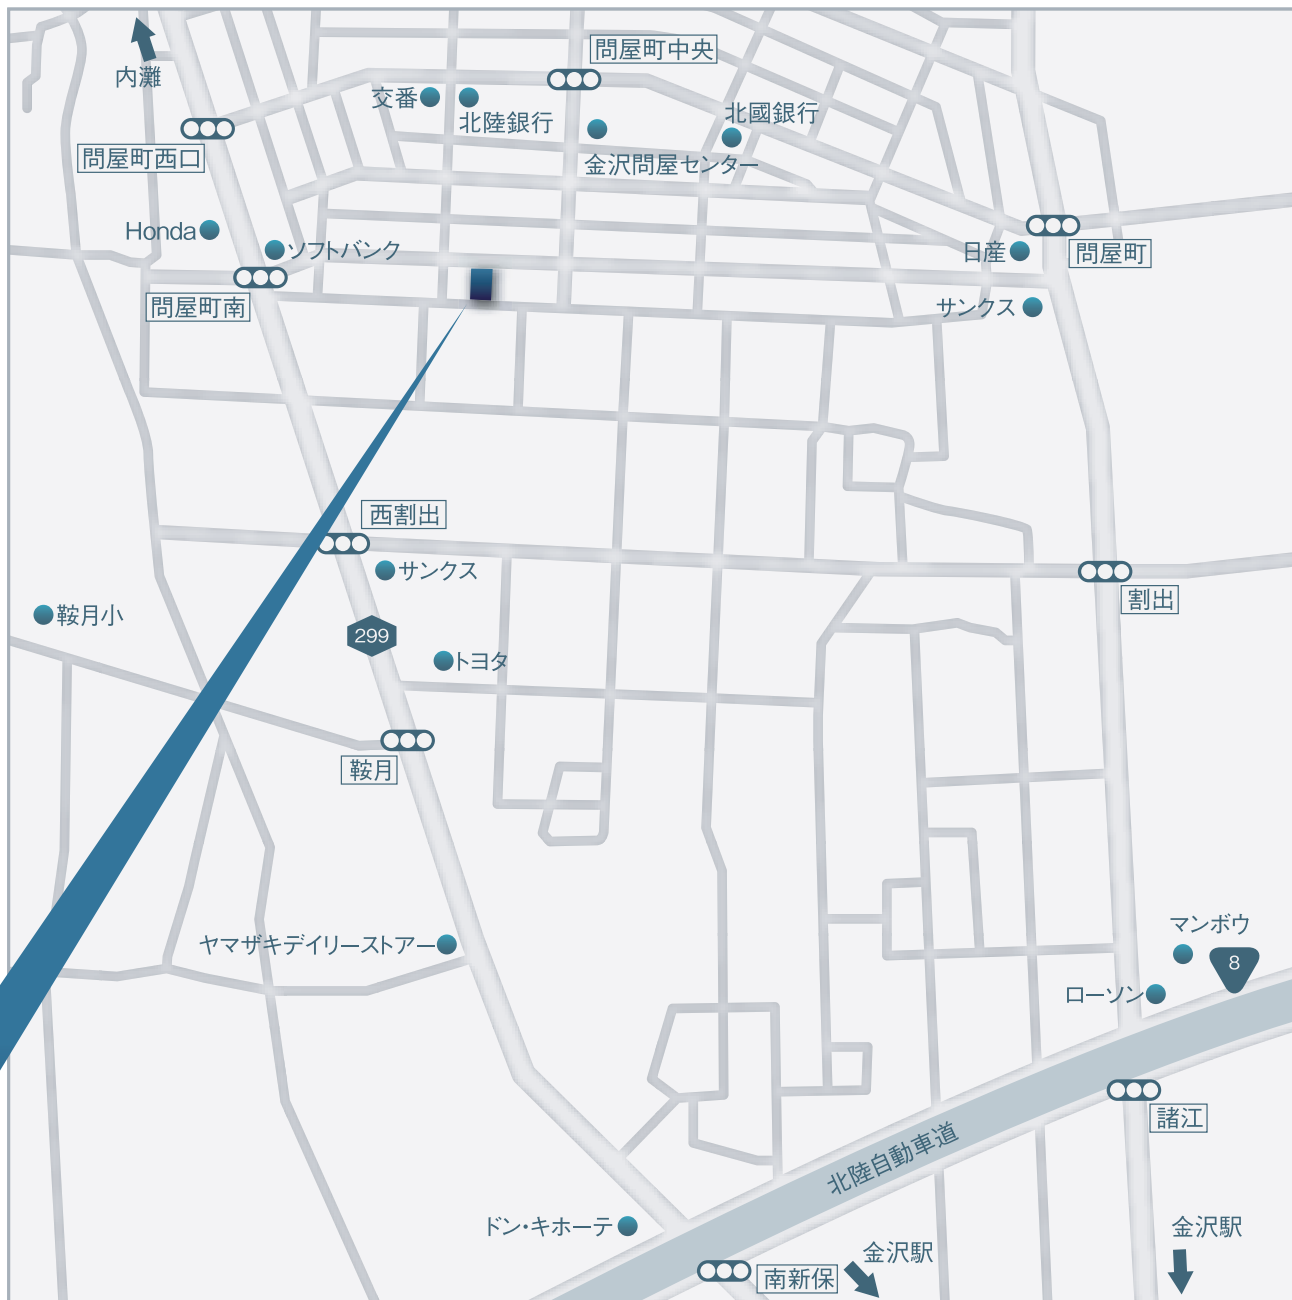 問屋町中央
内灘
交番
北陸銀行
北國銀行
問屋町西口
金沢問屋センター
Honda
ソフトバンク
日産
問屋町
問屋町南
サンクス
西割出
サンクス
割出
鞍月小
299
トヨタ
鞍月
マンボウ
ヤマザキデイリーストアー
8
ローソン
諸江
北陸自動車道
ドン・キホーテ
金沢駅
金沢駅
南新保